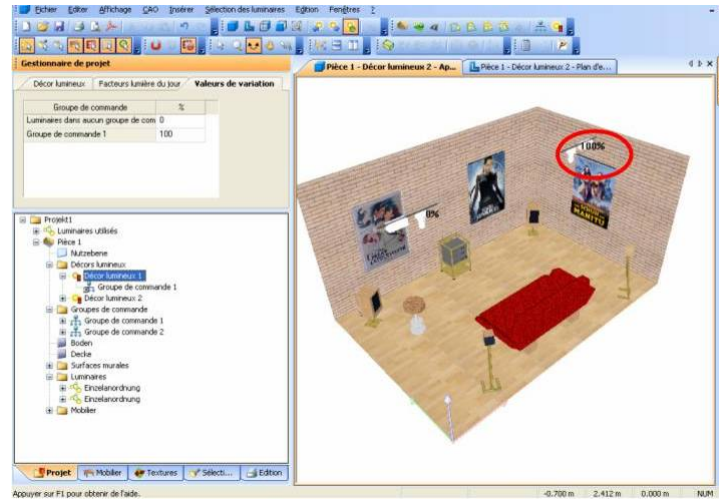 Fichier Editer Affichage CAO Insérer Sélection des luminaires Edition Fenêtres ?
Gestionnaire de projet
Décor lumineux Facteurs lumière du jour Valeurs de variation
Groupe de commande %
Luminaires dans aucun groupe de com 0
Groupe de commande 1 100
Projekt1
Luminaires utilisés
Pièce 1
Nutzebene
Décors lumineux
Décor lumineux 1
Groupe de commande 1
Décor lumineux 2
Groupes de commande
Groupe de commande 1
Groupe de commande 2
Boden
Decke
Surfaces murales
Luminaires
Einzelanordnung
Einzelanordnung
Mobilier
Projet Mobilier Textures Sélecti... Edition
Pièce 1 - Décor lumineux 2 - Ap...
Pièce 1 - Décor lumineux 2 - Plan d'e...
100%
0%
MANITU
Appuyer sur F1 pour obtenir de l'aide.
-0.700 m 2.412 m 0.000 m NUM